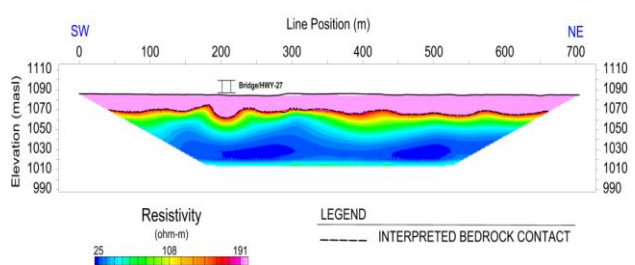 Line Position (m)
SW NE
0 100 200 300 400 500 600 700
Elevation (masl)
1110 1110
1090 Bridge/HWY-27 1090
1070 1070
1050 1050
1030 1030
1010 1010
990 990
Resistivity
(ohm-m)
25 108 191
LEGEND
INTERPRETED BEDROCK CONTACT